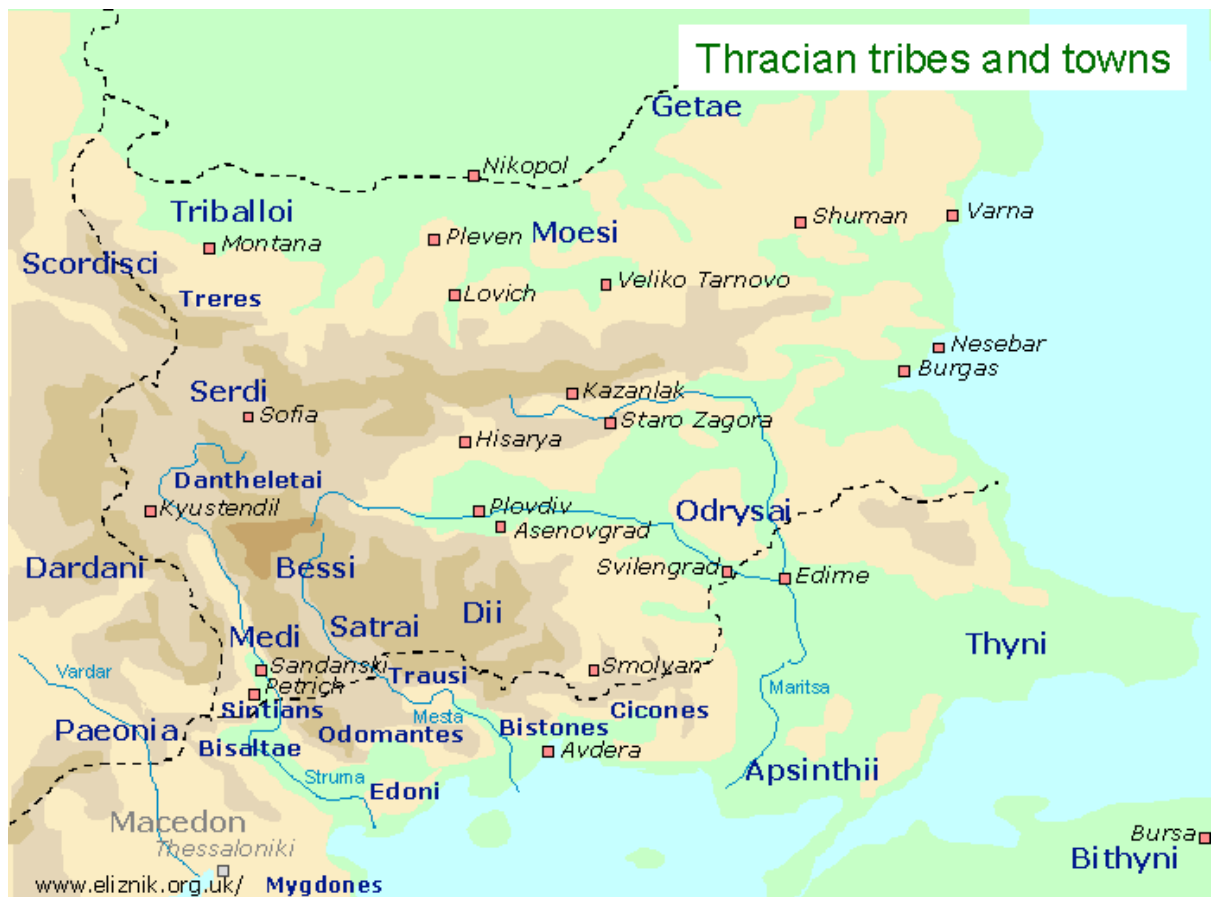 Thracian tribes and towns
Getae
Nikopol
Triballoi
Shuman
Varna
Montana
Pleven
Moesi
Scordisci
Treres
Lovich
Veliko Tarnovo
Nesebar
Burgas
Serdi
Kazanlak
Sofia
Staro Zagora
Hisarya
Dantheletai
Kyustendil
Plovdiv
Odrysai
Asenovgrad
Dardani
Bessi
Svilengrad
Edime
Dii
Satrai
Medi
Thyni
Vardar
Sandanski
Trausi
Smolyan
Petrich
Maritsa
Sintians
Mesta
Cicones
Paeonia
Bisaltae
Odomantes
Bistones
Avdera
Struma
Apsinthii
Edoni
Macedon
Thessaloniki
Bursa
Bithyni
www.eliznik.org.uk/
Mygdones